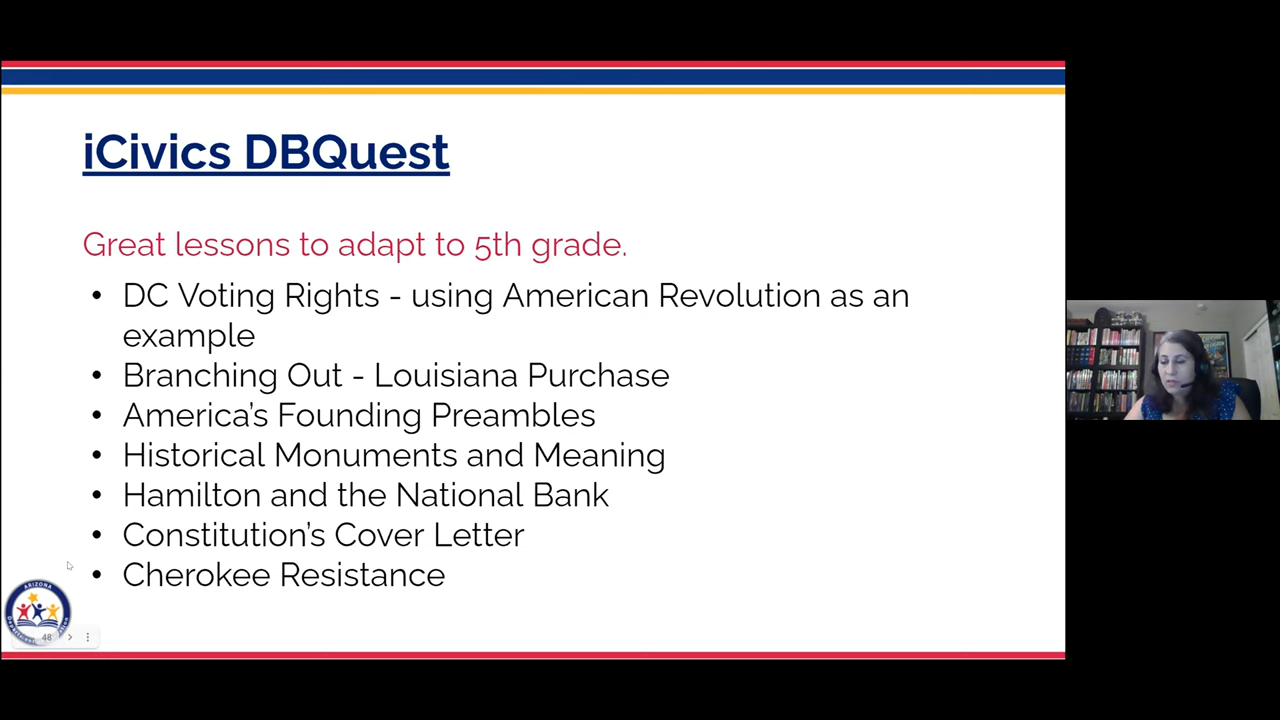 iCivics DBQuest
Great lessons to adapt to 5th grade.
• DC Voting Rights - using American Revolution as an
example
• Branching Out - Louisiana Purchase
• America's Founding Preambles
• Historical Monuments and Meaning
• Hamilton and the National Bank
• Constitution's Cover Letter
• Cherokee Resistance
ARIZONA
48